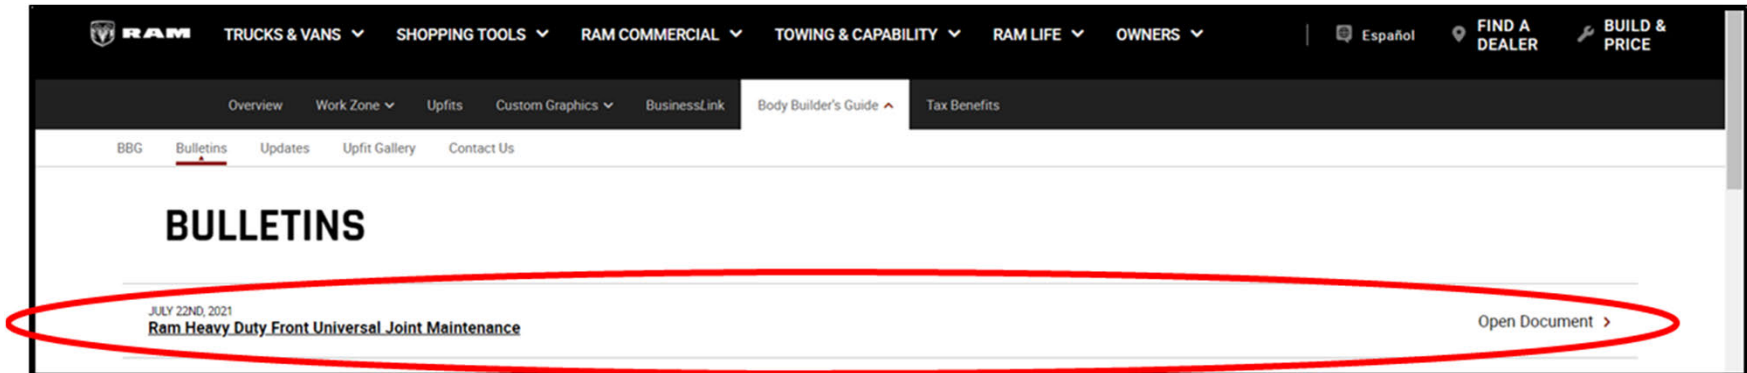 RAM TRUCKS & VANS SHOPPING TOOLS RAM COMMERCIAL TOWING & CAPABILITY RAM LIFE OWNERS Español FIND A DEALER BUILD & PRICE
Overview Work Zone Upfits Custom Graphics BusinessLink Body Builder's Guide Tax Benefits
BBG Bulletins Updates Upfit Gallery Contact Us
BULLETINS
JULY 22ND, 2021
Ram Heavy Duty Front Universal Joint Maintenance Open Document >